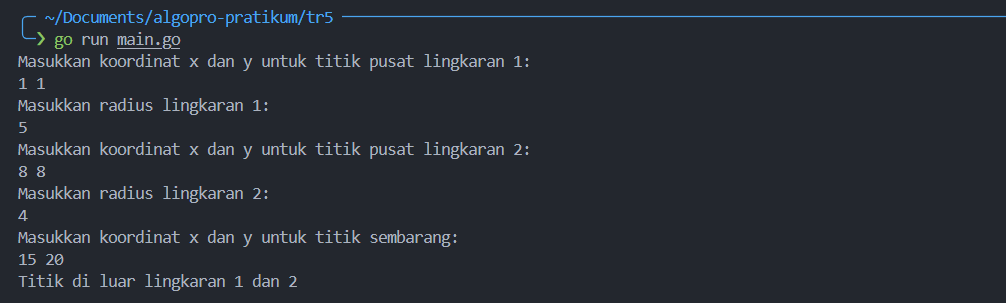 ~/Documents/algopro-pratikum/tr5
❯ go run main.go
Masukkan koordinat x dan y untuk titik pusat lingkaran 1:
1 1
Masukkan radius lingkaran 1:
5
Masukkan koordinat x dan y untuk titik pusat lingkaran 2:
8 8
Masukkan radius lingkaran 2:
4
Masukkan koordinat x dan y untuk titik sembarang:
15 20
Titik di luar lingkaran 1 dan 2